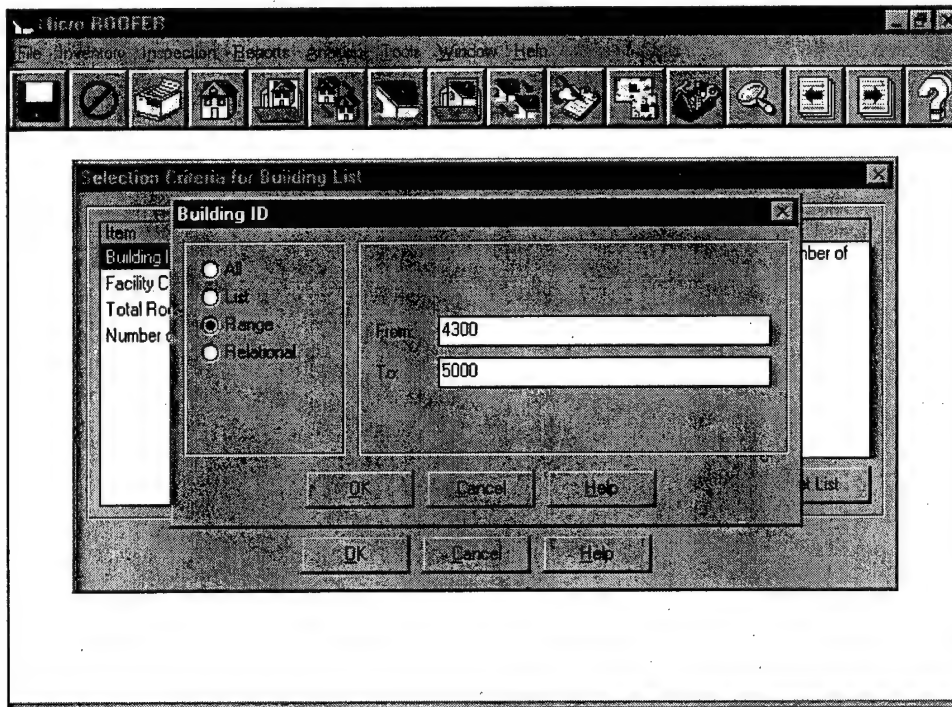 Micro ROOFER
File Inventory Inspection Reports Analysis Tools Window Help
Selection Criteria for Building List
Building ID
Item
Building I
Facility C
Total Roo
Number o
All
List
Range
Relational
From:
4300
To:
5000
mber of
OK Cancel Help
List
OK Cancel Help